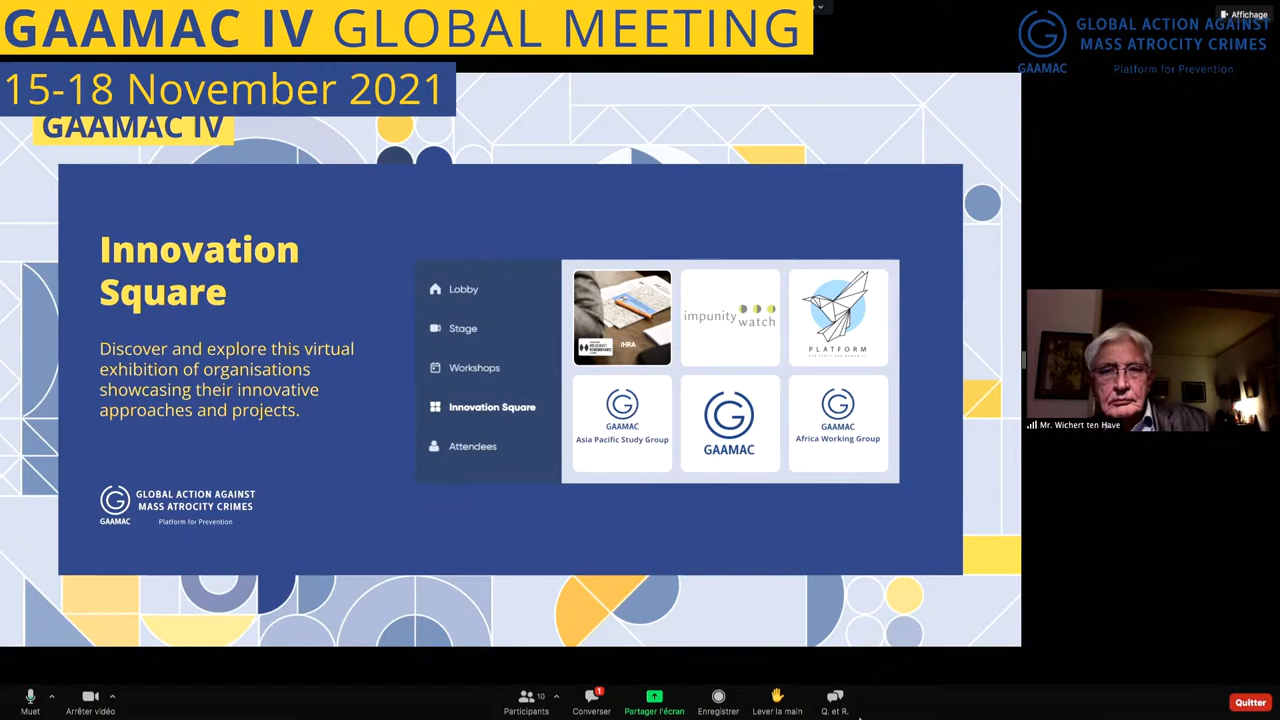 GAAMAC IV GLOBAL MEETING
15-18 November 2021
GAAMAC IV
Affichage
GLOBAL ACTION AGAINST
MASS ATROCITY CRIMES
GAAMAC
Platform for Prevention
Innovation
Square
Discover and explore this virtual
exhibition of organisations
showcasing their innovative
approaches and projects.
GLOBAL ACTION AGAINST
MASS ATROCITY CRIMES
GAAMAC
Platform for Prevention
Lobby
Stage
Workshops
Innovation Square
Attendees
IHRA
impunity
watch
PLATFORM
GAAMAC
Asia Pacific Study Group
GAAMAC
GAAMAC
Africa Working Group
Mr. Wichert ten Have
Muet
Arrêter vidéo
10
Participants
1
Converser
Partager l'écran
Enregistrer
Lever la main
Q. et R.
Quitter